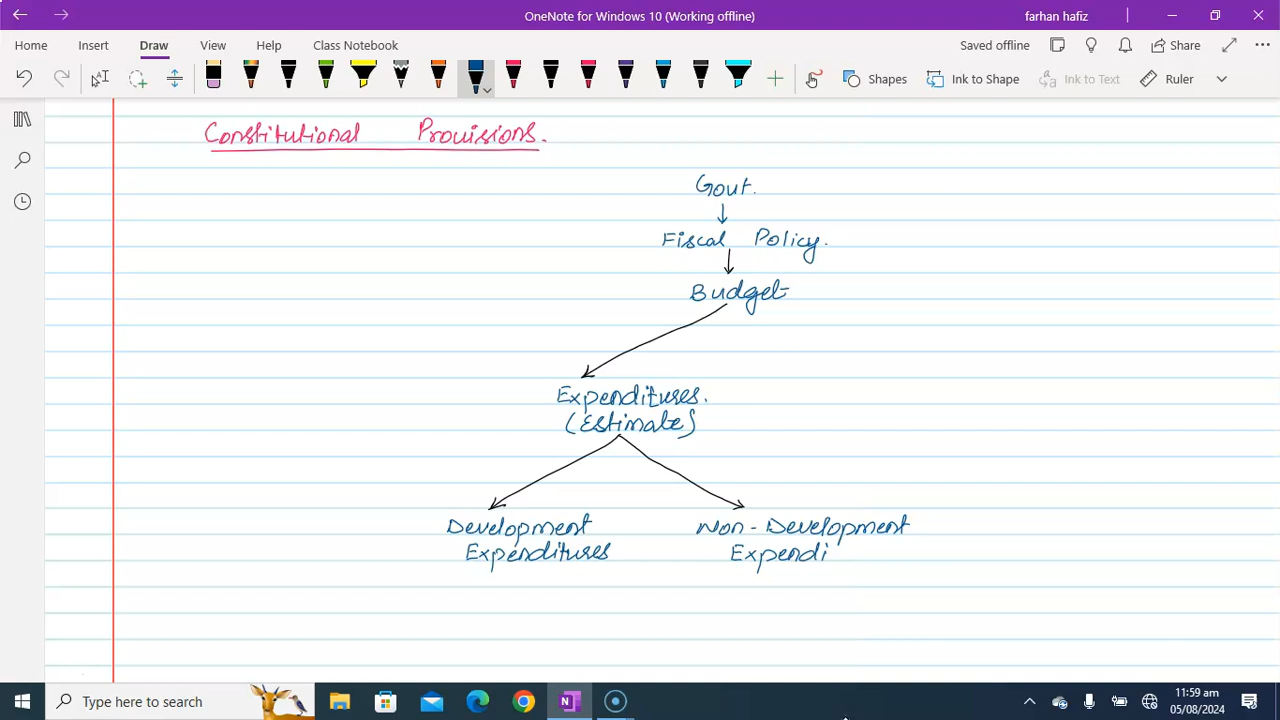 OneNote for Windows 10 (Working offline)
farhan hafiz
Home Insert Draw View Help Class Notebook
Saved offline
Share
Shapes
Ink to Shape
Ink to Text
Ruler
Constitutional Provisions.
Govt.
Fiscal Policy.
Budget
Expenditures.
(Estimate)
Development Non-Development
Expenditures Expendi
Type here to search
11:59 am
05/08/2024